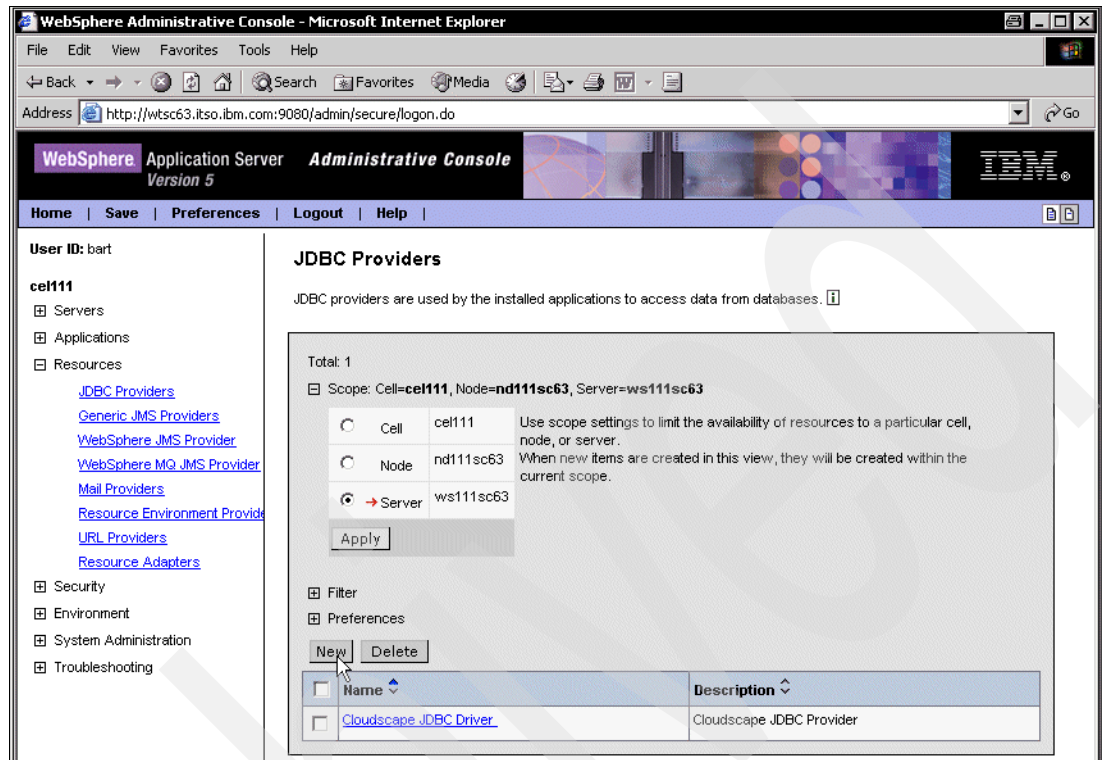 WebSphere Administrative Console - Microsoft Internet Explorer
File Edit View Favorites Tools Help
Back Search Favorites Media
Address http://wtsc63.itso.ibm.com:9080/admin/secure/logon.do Go
WebSphere Application Server Administrative Console
Version 5
IBM®
Home | Save | Preferences | Logout | Help |
User ID: bart
cel111
Servers
Applications
Resources
JDBC Providers
Generic JMS Providers
WebSphere JMS Provider
WebSphere MQ JMS Provider
Mail Providers
Resource Environment Provide
URL Providers
Resource Adapters
Security
Environment
System Administration
Troubleshooting
JDBC Providers
JDBC providers are used by the installed applications to access data from databases. i
Total: 1
Scope: Cell=cel111, Node=nd111sc63, Server=ws111sc63
Cell cel111
Node nd111sc63
Server ws111sc63
Use scope settings to limit the availability of resources to a particular cell,
node, or server.
When new items are created in this view, they will be created within the
current scope.
Apply
Filter
Preferences
New Delete
Name Description
Cloudscape JDBC Driver Cloudscape JDBC Provider